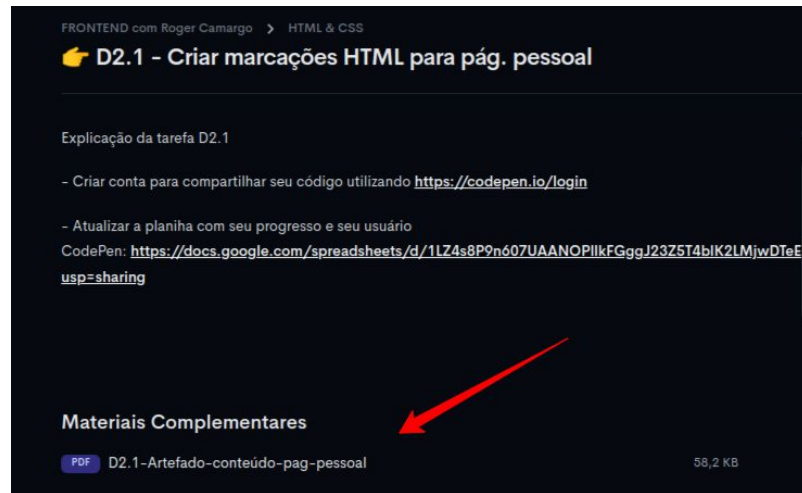 FRONTEND com Roger Camargo > HTML & CSS
👉 D2.1 - Criar marcações HTML para pág. pessoal
Explicação da tarefa D2.1
- Criar conta para compartilhar seu código utilizando https://codepen.io/login
- Atualizar a planiha com seu progresso e seu usuário
CodePen: https://docs.google.com/spreadsheets/d/1LZ4s8P9n607UAANOPIlkFGggJ23Z5T4blK2LMjwDTeE
usp=sharing
Materiais Complementares
PDF D2.1-Artefado-conteúdo-pag-pessoal 58,2 KB